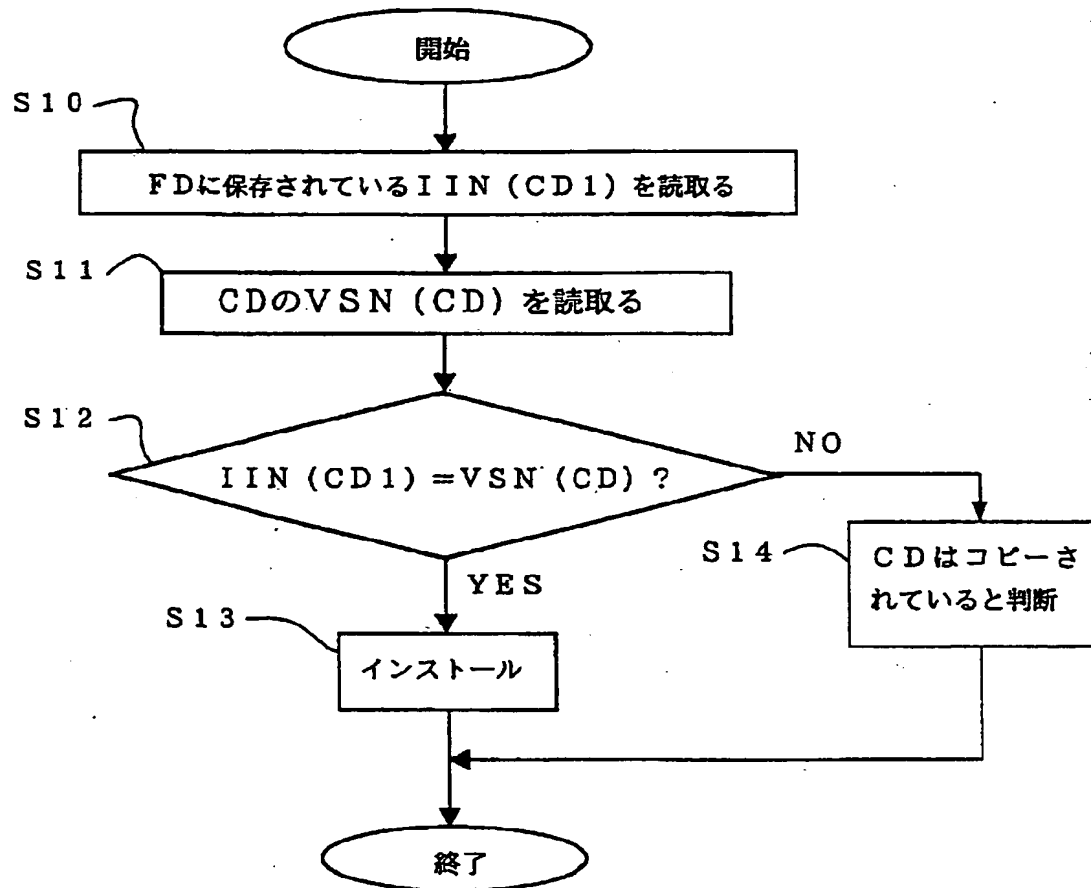 開始
S10
FDに保存されているIIN(CD1)を読取る
S11
CDのVSN(CD)を読取る
S12
IIN(CD1)=VSN(CD)?
NO
YES
S13
インストール
S14
CDはコピーさ
れていると判断
終了